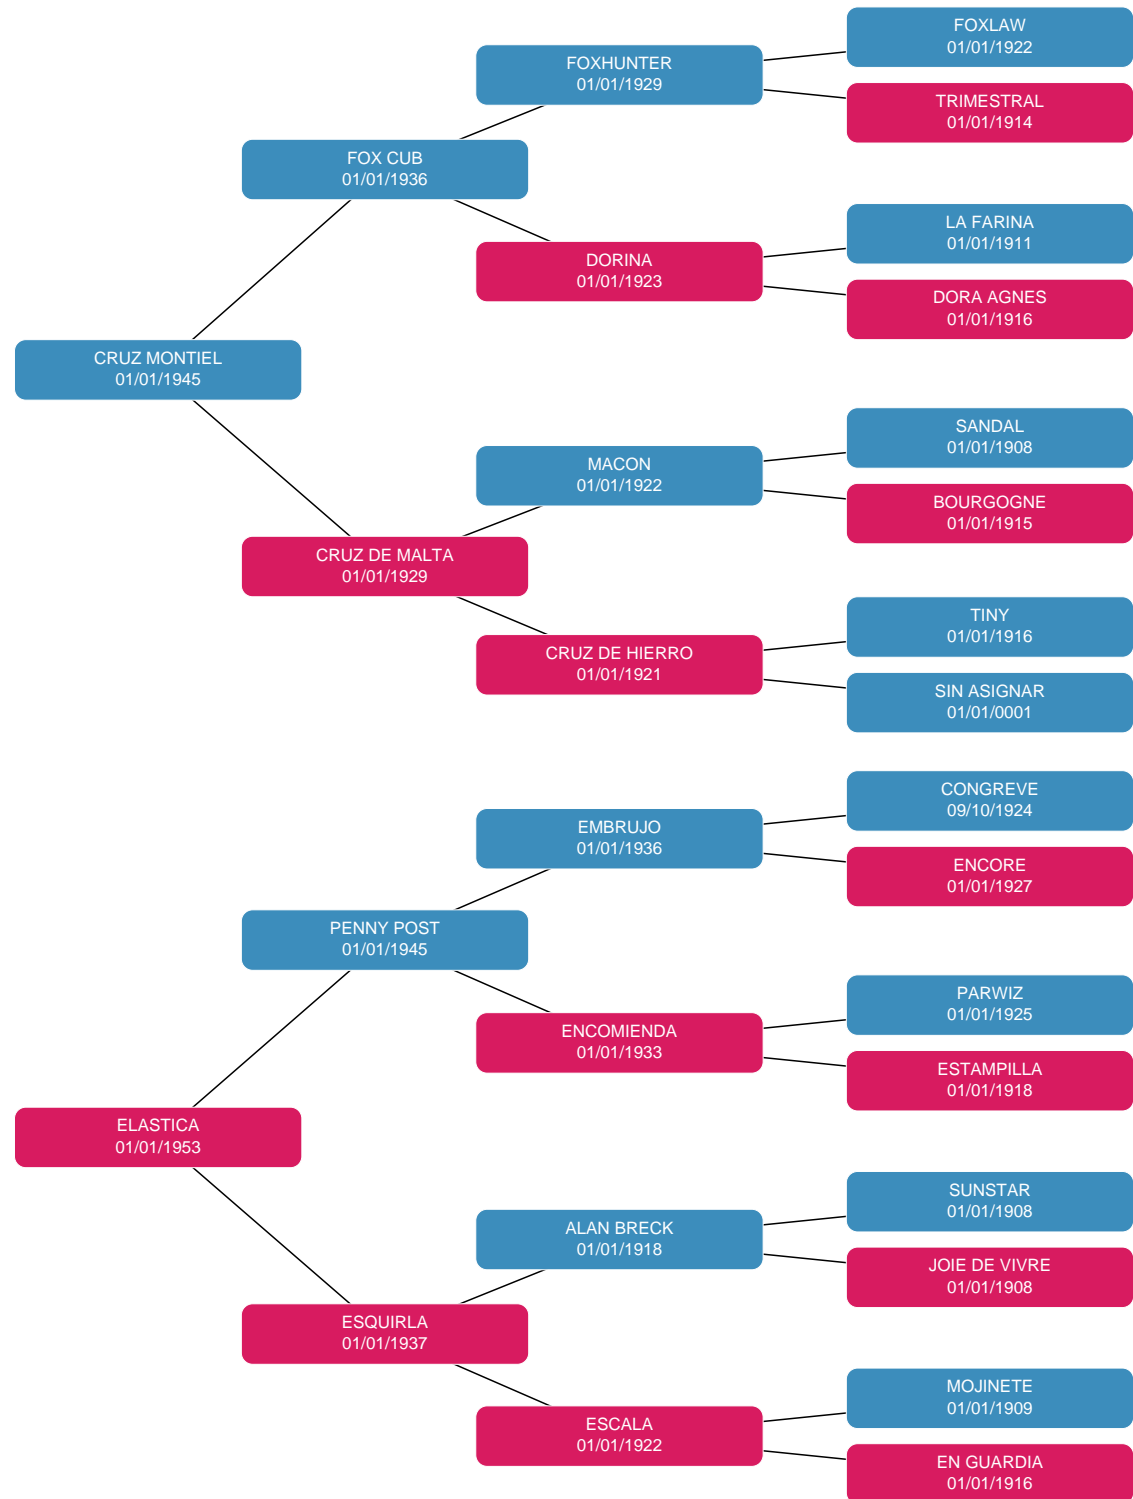 FOXLAW
01/01/1922
FOXHUNTER
01/01/1929
TRIMESTRAL
01/01/1914
FOX CUB
01/01/1936
LA FARINA
01/01/1911
DORINA
01/01/1923
DORA AGNES
01/01/1916
CRUZ MONTIEL
01/01/1945
SANDAL
01/01/1908
MACON
01/01/1922
BOURGOGNE
01/01/1915
CRUZ DE MALTA
01/01/1929
TINY
01/01/1916
CRUZ DE HIERRO
01/01/1921
SIN ASIGNAR
01/01/0001
CONGREVE
09/10/1924
EMBRUJO
01/01/1936
ENCORE
01/01/1927
PENNY POST
01/01/1945
PARWIZ
01/01/1925
ENCOMIENDA
01/01/1933
ESTAMPILLA
01/01/1918
ELASTICA
01/01/1953
SUNSTAR
01/01/1908
ALAN BRECK
01/01/1918
JOIE DE VIVRE
01/01/1908
ESQUIRLA
01/01/1937
MOJINETE
01/01/1909
ESCALA
01/01/1922
EN GUARDIA
01/01/1916